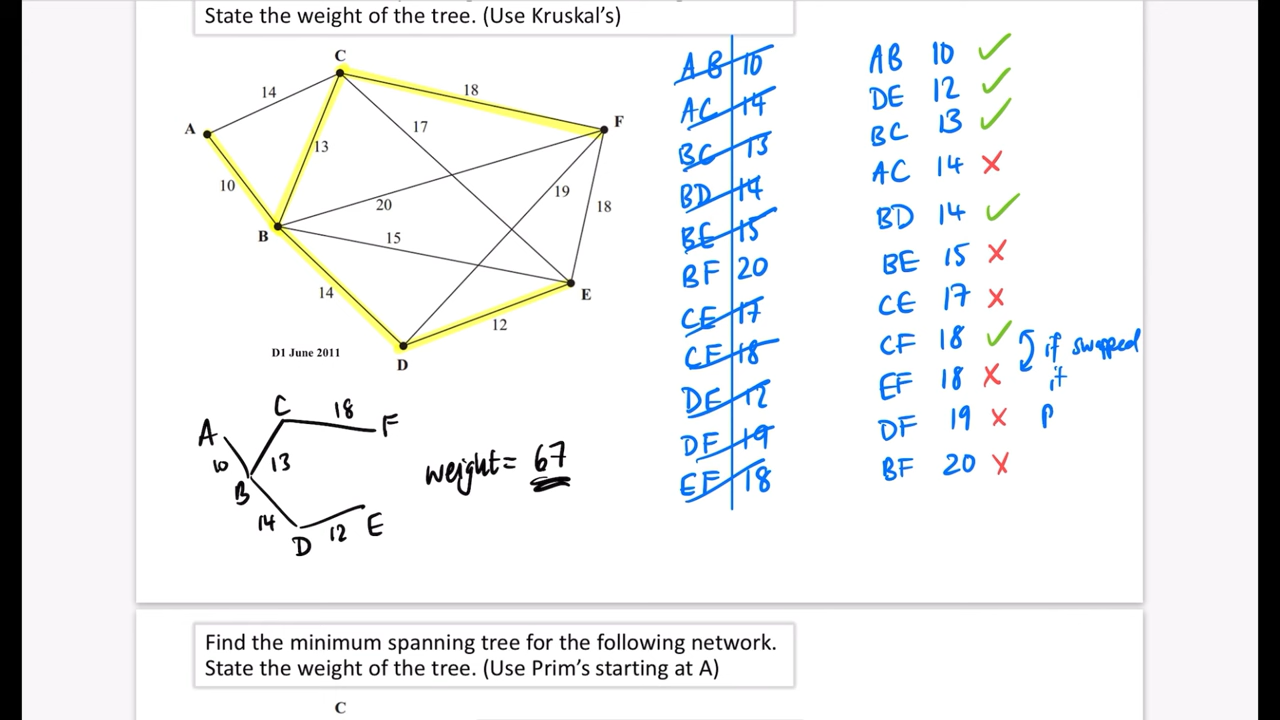 State the weight of the tree. (Use Kruskal's)
C
14
18
A
F
17
13
10
19
20
18
B
15
E
14
12
D1 June 2011
D
AB 10
AC 14
BC 13
BD 14
BE 15
BF 20
CE 17
CF 18
DE 12
DF 19
EF 18
AB 10 ✓
DE 12 ✓
BC 13 ✓
AC 14 ✗
BD 14 ✓
BE 15 ✗
CE 17 ✗
CF 18 ✓
EF 18 ✗
DF 19 ✗
BF 20 ✗
if swapped
it
P
C 18 F
A
10 13
B
14
D 12 E
weight = 67
Find the minimum spanning tree for the following network.
State the weight of the tree. (Use Prim's starting at A)
C